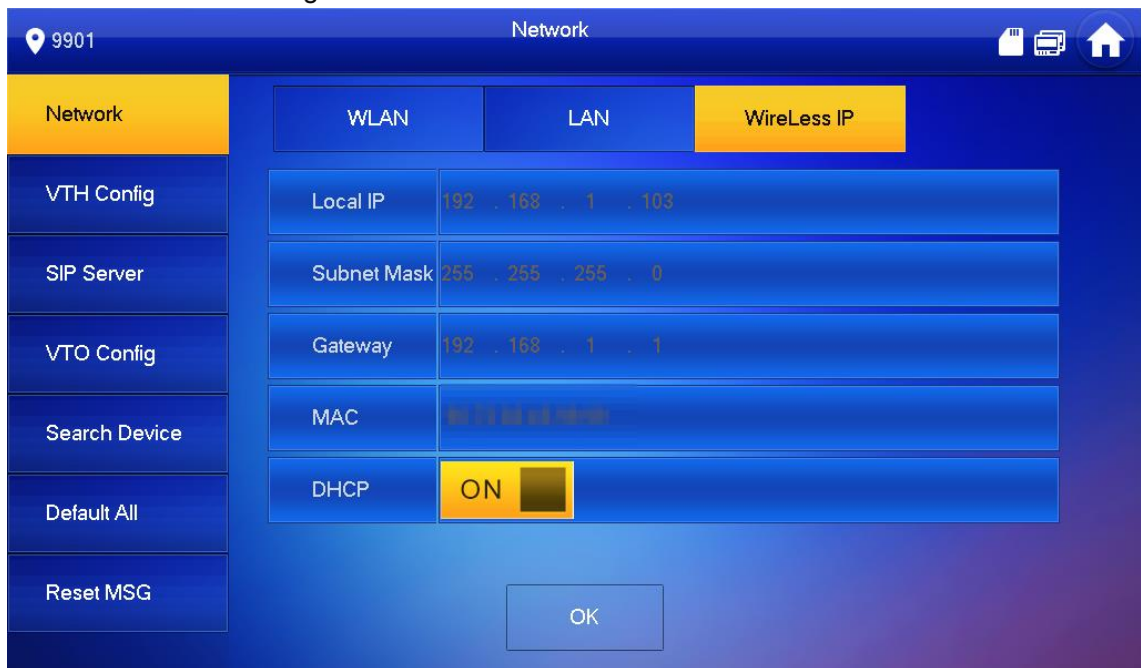 9901
Network
Network
WLAN
LAN
WireLess IP
VTH Config
Local IP 192 . 168 . 1 . 103
SIP Server
Subnet Mask 255 . 255 . 255 . 0
VTO Config
Gateway 192 . 168 . 1 . 1
Search Device
MAC
Default All
DHCP ON
Reset MSG
OK